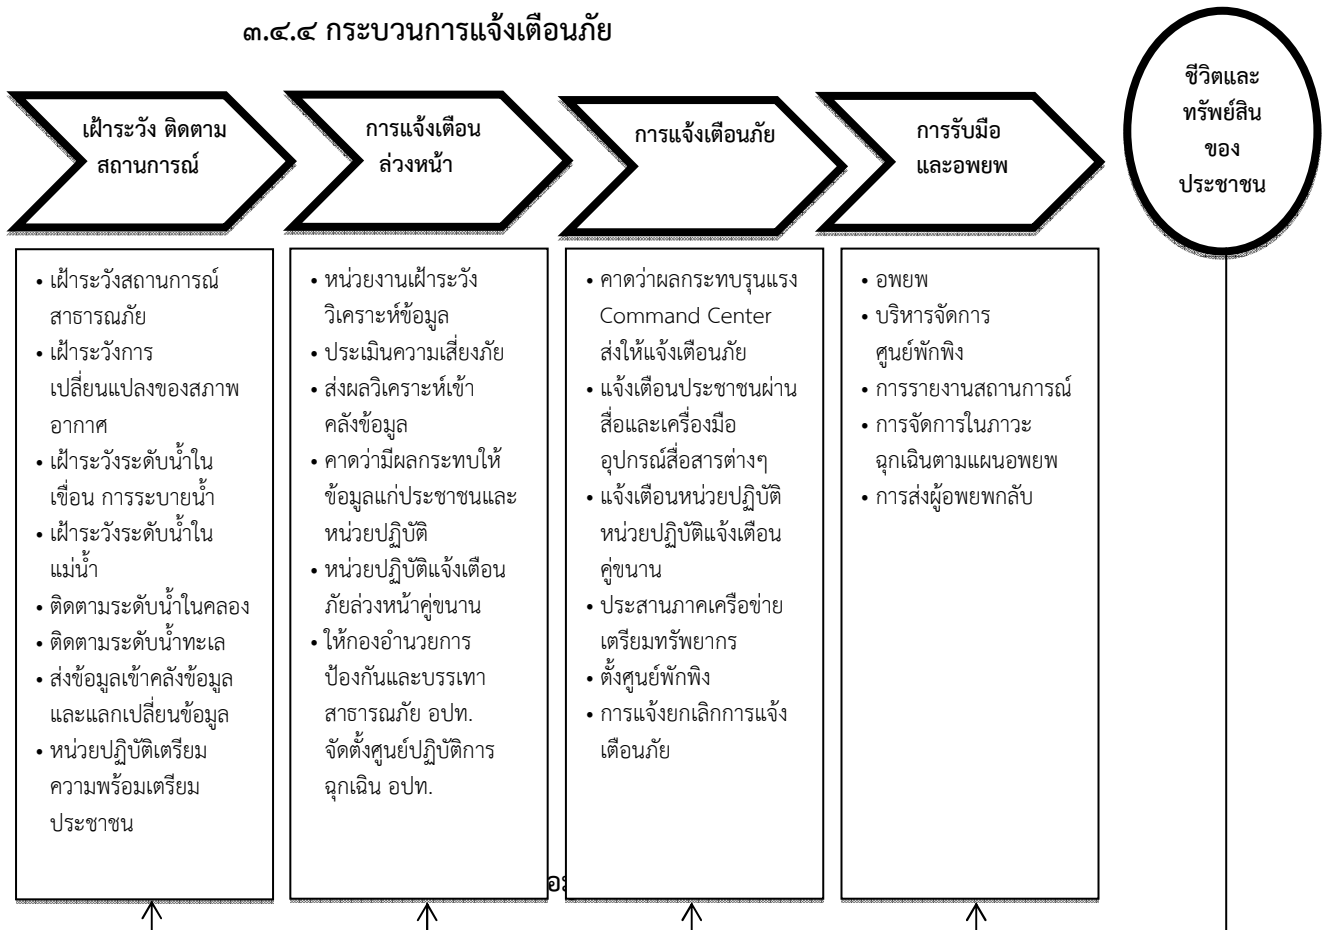 ๓.๔.๔ กระบวนการแจ้งเตือนภัย
เฝ้าระวัง ติดตาม
สถานการณ์
การแจ้งเตือน
ล่วงหน้า
การแจ้งเตือนภัย
การรับมือ
และอพยพ
ชีวิตและ
ทรัพย์สิน
ของ
ประชาชน
• เฝ้าระวังสถานการณ์
สาธารณภัย
• เฝ้าระวังการ
เปลี่ยนแปลงของสภาพ
อากาศ
• เฝ้าระวังระดับน้ำใน
เขื่อน การระบายน้ำ
• เฝ้าระวังระดับน้ำใน
แม่น้ำ
• ติดตามระดับน้ำในคลอง
• ติดตามระดับน้ำทะเล
• ส่งข้อมูลเข้าคลังข้อมูล
และแลกเปลี่ยนข้อมูล
• หน่วยปฏิบัติเตรียม
ความพร้อมเตรียม
ประชาชน
• หน่วยงานเฝ้าระวัง
วิเคราะห์ข้อมูล
• ประเมินความเสี่ยงภัย
• ส่งผลวิเคราะห์เข้า
คลังข้อมูล
• คาดว่ามีผลกระทบให้
ข้อมูลแก่ประชาชนและ
หน่วยปฏิบัติ
• หน่วยปฏิบัติแจ้งเตือน
ภัยล่วงหน้าคู่ขนาน
• ให้กองอำนวยการ
ป้องกันและบรรเทา
สาธารณภัย อปท.
จัดตั้งศูนย์ปฏิบัติการ
ฉุกเฉิน อปท.
• คาดว่าผลกระทบรุนแรง
Command Center
ส่งให้แจ้งเตือนภัย
• แจ้งเตือนประชาชนผ่าน
สื่อและเครื่องมือ
อุปกรณ์สื่อสารต่างๆ
• แจ้งเตือนหน่วยปฏิบัติ
หน่วยปฏิบัติแจ้งเตือน
คู่ขนาน
• ประสานภาคเครือข่าย
เตรียมทรัพยากร
• ตั้งศูนย์พักพิง
• การแจ้งยกเลิกการแจ้ง
เตือนภัย
• อพยพ
• บริหารจัดการ
ศูนย์พักพิง
• การรายงานสถานการณ์
• การจัดการในภาวะ
ฉุกเฉินตามแผนอพยพ
• การส่งผู้อพยพกลับ